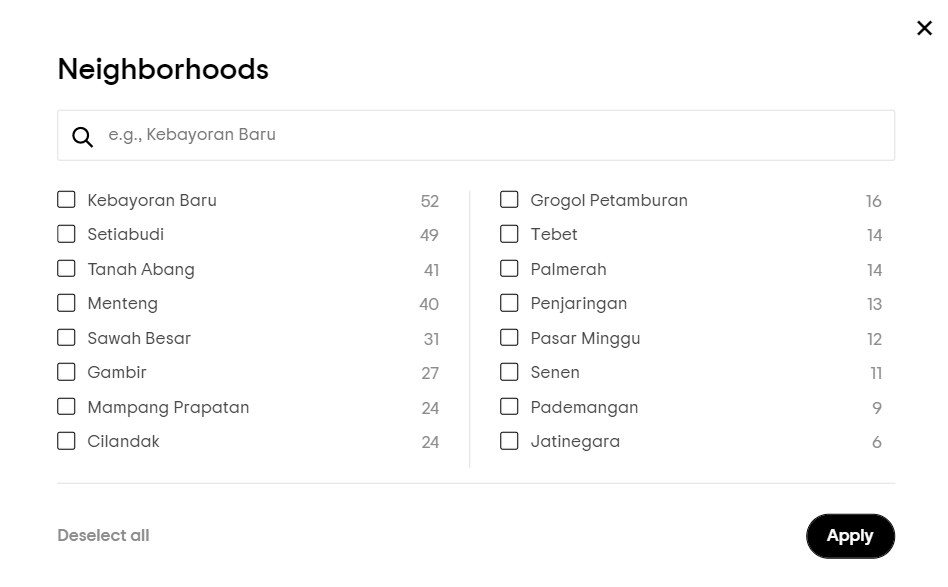 Neighborhoods
e.g., Kebayoran Baru
Kebayoran Baru 52
Setiabudi 49
Tanah Abang 41
Menteng 40
Sawah Besar 31
Gambir 27
Mampang Prapatan 24
Cilandak 24
Grogol Petamburan 16
Tebet 14
Palmerah 14
Penjaringan 13
Pasar Minggu 12
Senen 11
Pademangan 9
Jatinegara 6
Deselect all
Apply